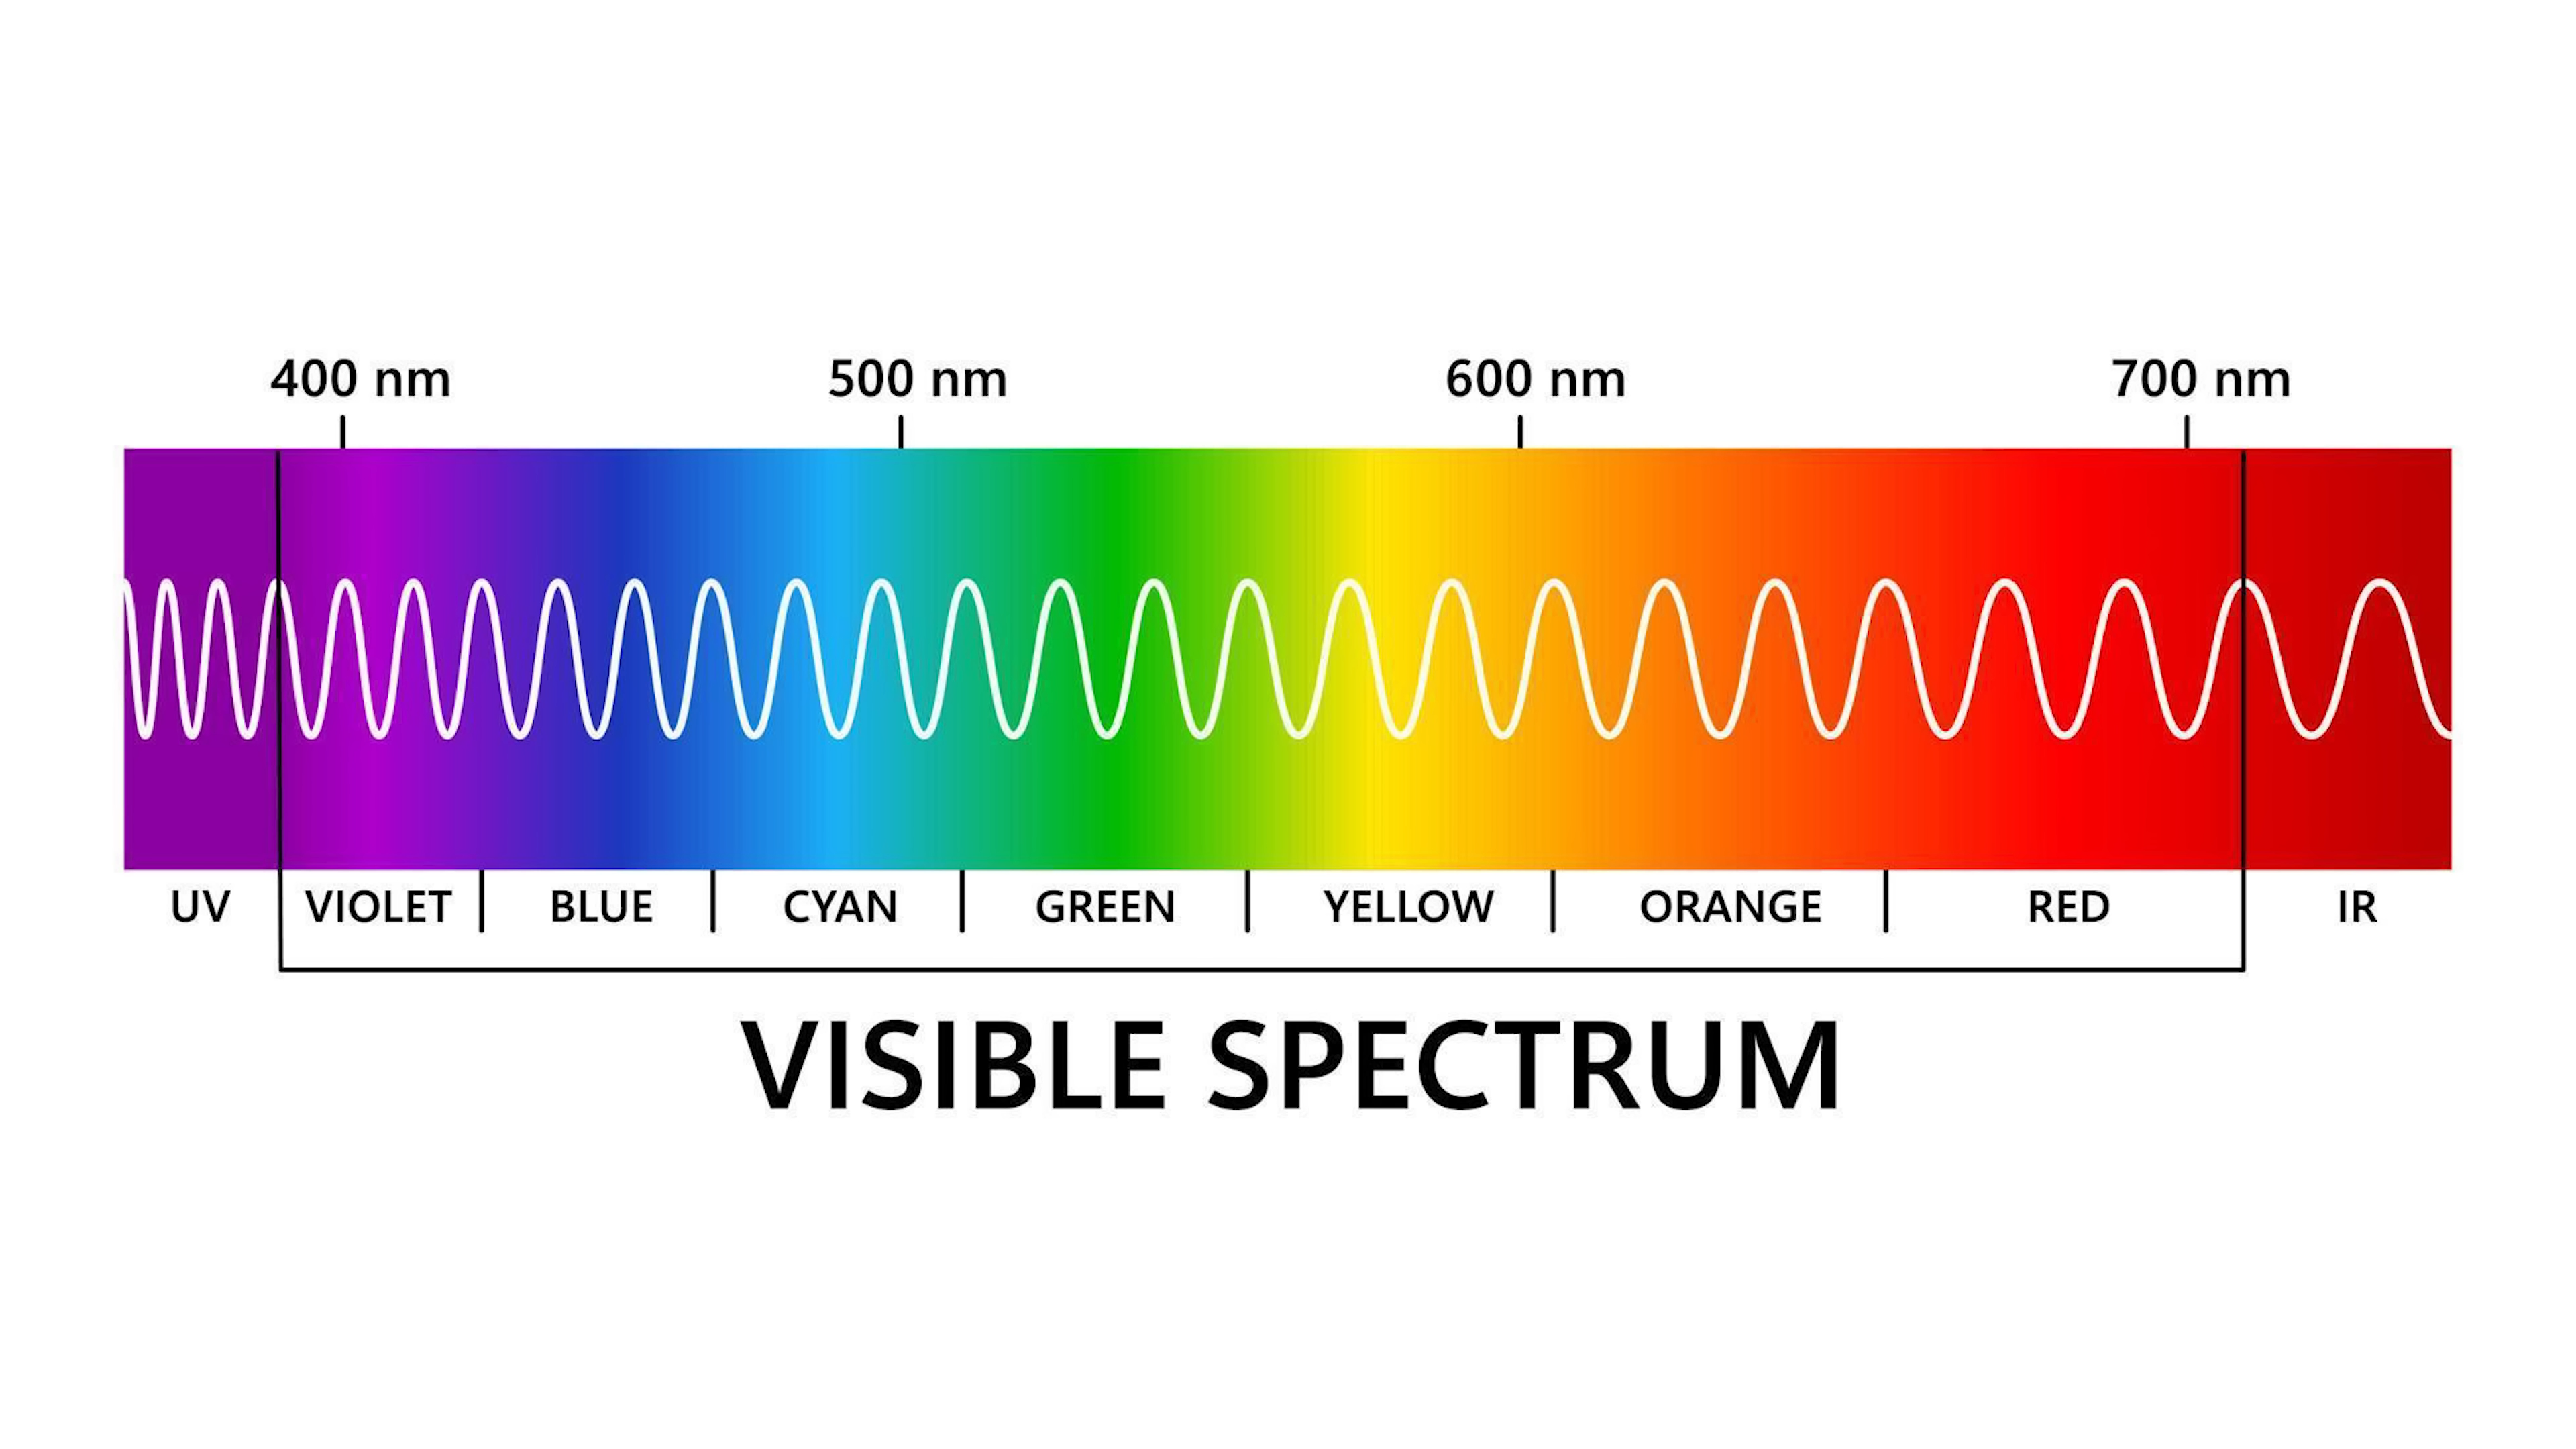 400 nm 500 nm 600 nm 700 nm
UV VIOLET BLUE CYAN GREEN YELLOW ORANGE RED IR
VISIBLE SPECTRUM